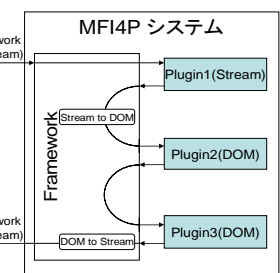 MFI4P システム
work
eam)
Plugin1(Stream)
Stream to DOM
Framework
Plugin2(DOM)
work
eam)
Plugin3(DOM)
DOM to Stream